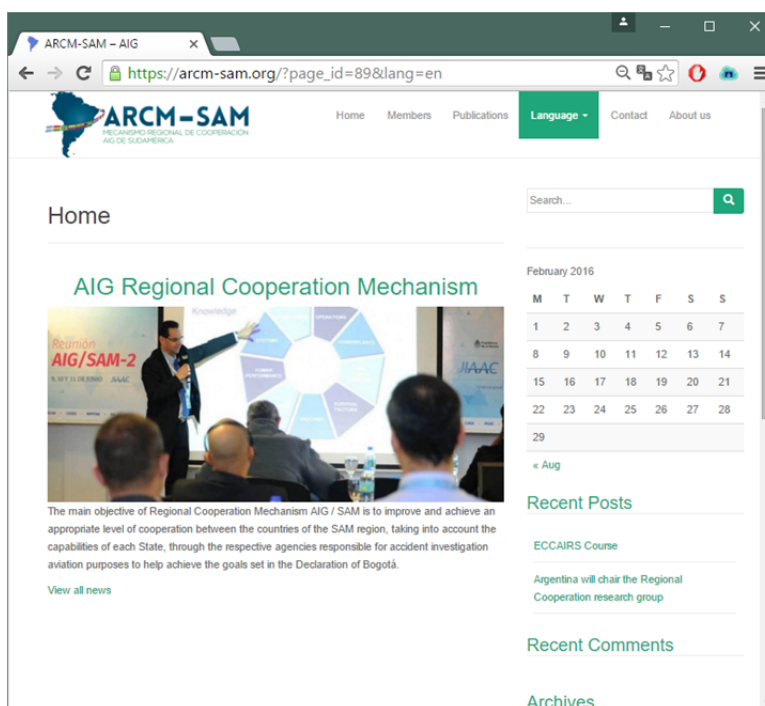 ARCM-SAM – AIG
https://arcm-sam.org/?page_id=89&lang=en
ARCM-SAM
MECANISMO REGIONAL DE COOPERACIÓN
AIG DE SUDAMÉRICA
Home Members Publications Language Contact About us
Search...
Home
AIG Regional Cooperation Mechanism
Knowledge
OPERATIONS
HUMAN
PERFORMANCE
SURVIVAL
FACTORS
Reunión
AIG/SAM-2
JIAAC
The main objective of Regional Cooperation Mechanism AIG / SAM is to improve and achieve an
appropriate level of cooperation between the countries of the SAM region, taking into account the
capabilities of each State, through the respective agencies responsible for accident investigation
aviation purposes to help achieve the goals set in the Declaration of Bogotá.
View all news
February 2016
M T W T F S S
1 2 3 4 5 6 7
8 9 10 11 12 13 14
15 16 17 18 19 20 21
22 23 24 25 26 27 28
29
« Aug
Recent Posts
ECCAIRS Course
Argentina will chair the Regional
Cooperation research group
Recent Comments
Archives